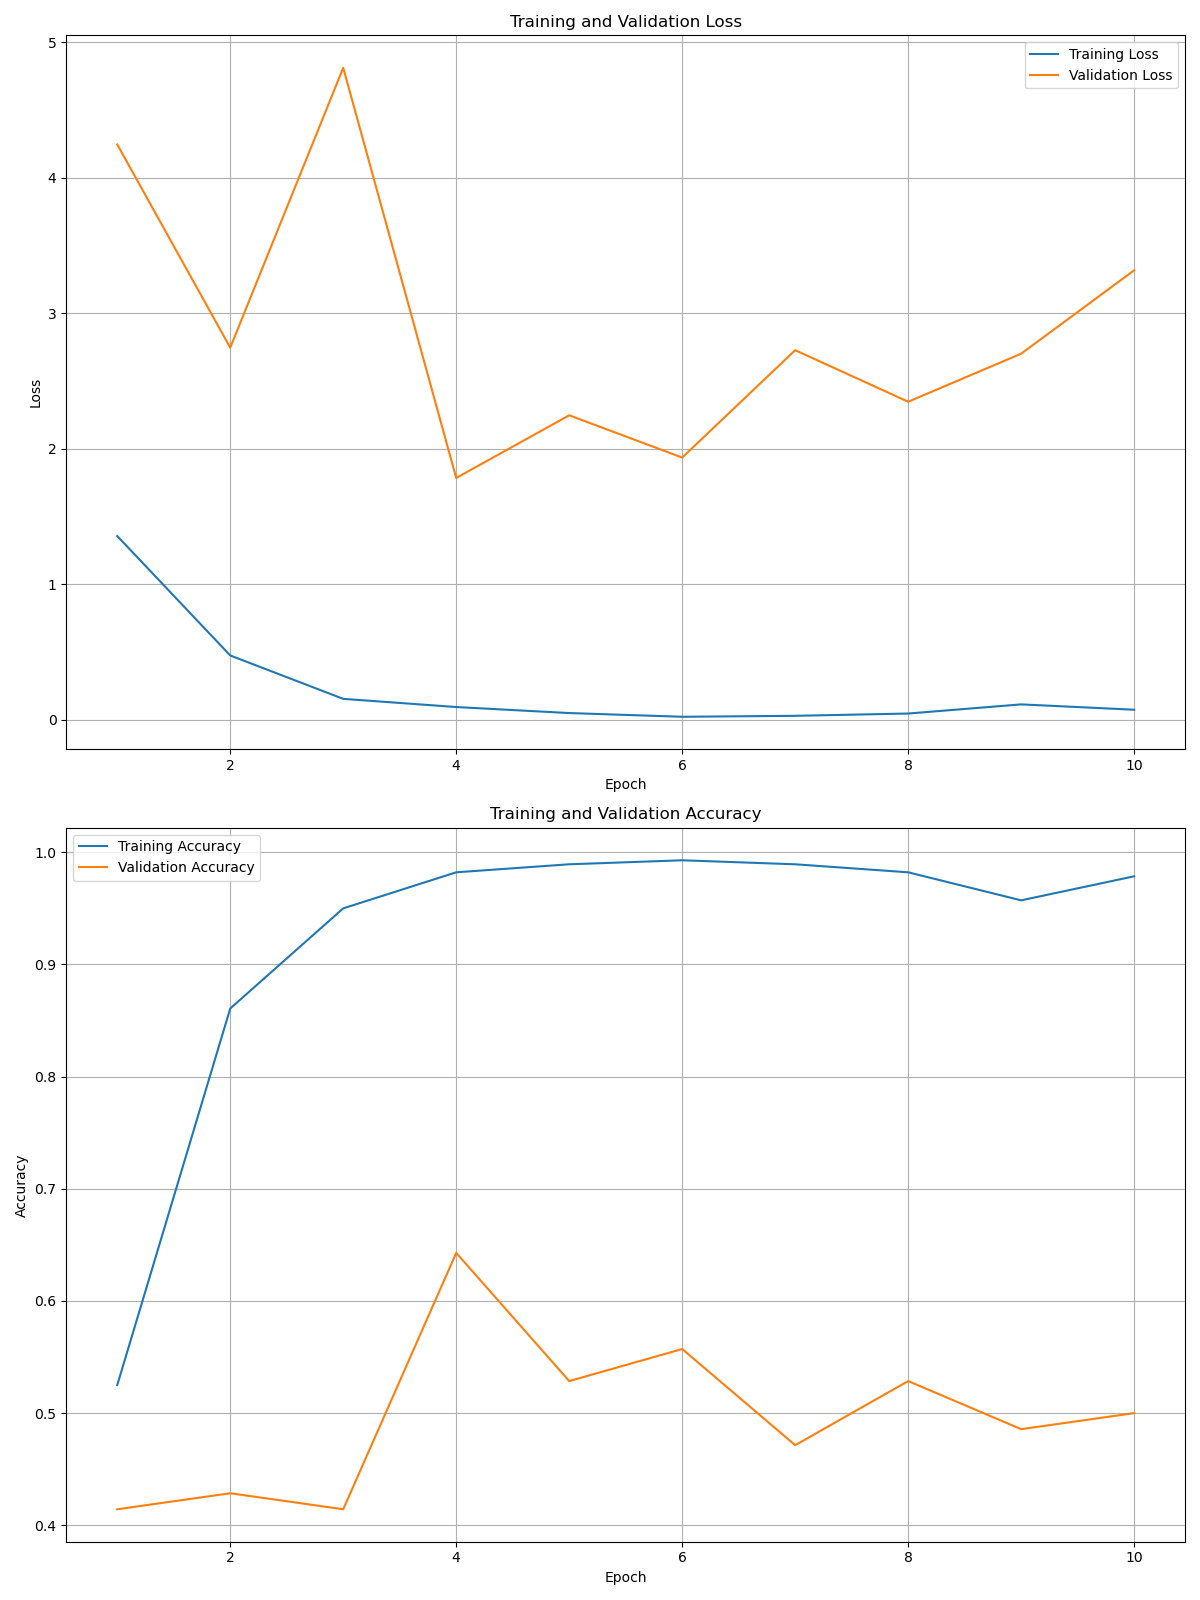 Training and Validation Loss
Training Loss
Validation Loss
5
4
3
2
1
0
Loss
2 4 6 8 10
Epoch
Training and Validation Accuracy
Training Accuracy
Validation Accuracy
1.0
0.9
0.8
0.7
0.6
0.5
0.4
Accuracy
2 4 6 8 10
Epoch